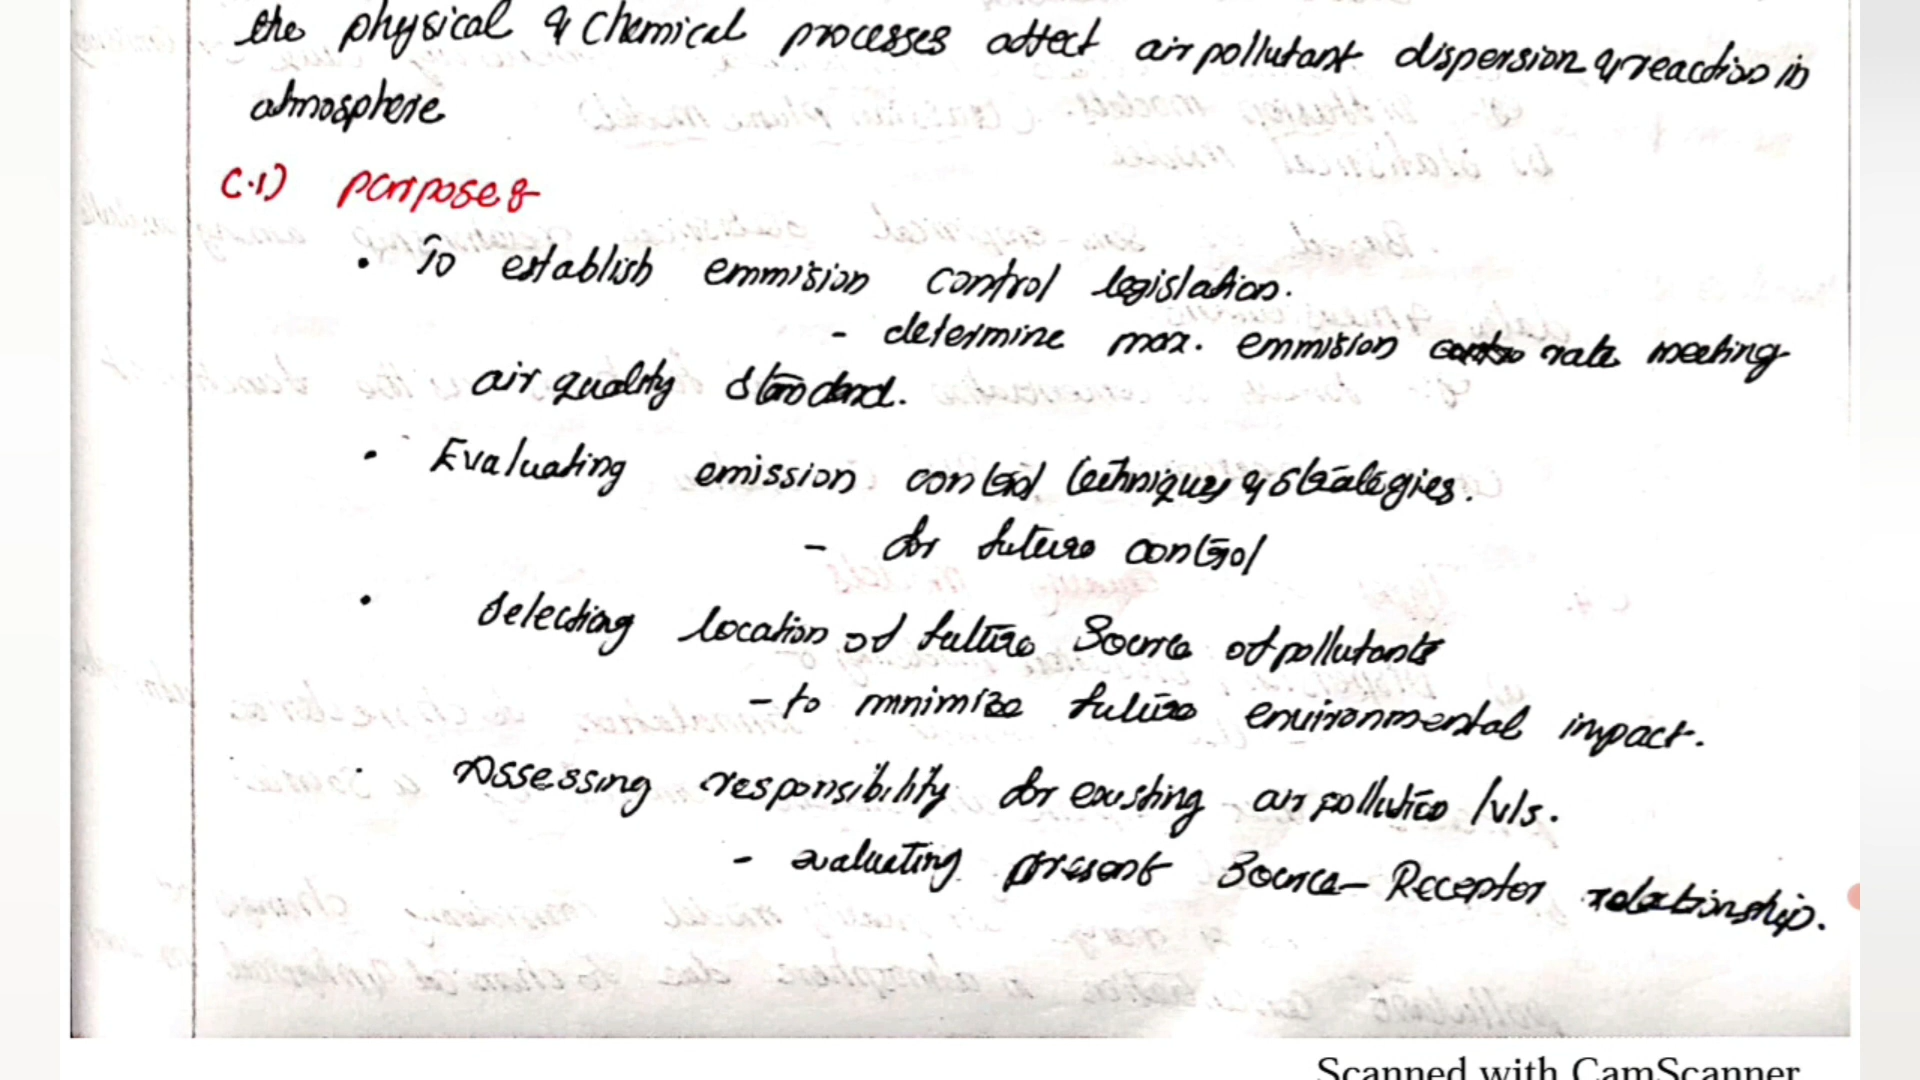 the physical & Chemical processes affect air pollutant dispersion & reaction in
atmosphere
C.1) purpose :
• To establish emmision control legislation.
- determine max. emmision rate meeting
air quality standard.
• Evaluating emission control techniques & strategies.
- for future control
• Selecting location of future Source of pollutants
- to minimize future environmental impact.
• Assessing responsibility for existing air pollution lvls.
- evaluating present Source - Receptor relationship.
Scanned with CamScanner